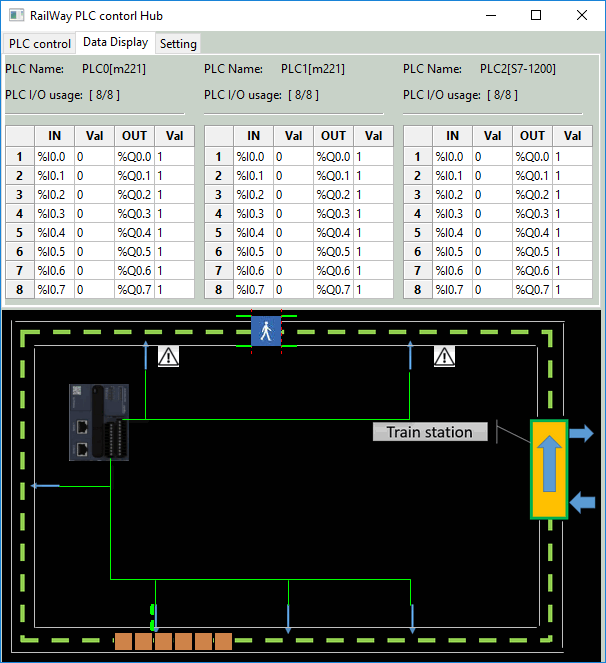 RailWay PLC contorl Hub
PLC control Data Display Setting
PLC Name: PLC0[m221] PLC Name: PLC1[m221] PLC Name: PLC2[S7-1200]
PLC I/O usage: [ 8/8 ] PLC I/O usage: [ 8/8 ] PLC I/O usage: [ 8/8 ]
IN Val OUT Val IN Val OUT Val IN Val OUT Val
1 %I0.0 0 %Q0.0 1 1 %I0.0 0 %Q0.0 1 1 %I0.0 0 %Q0.0 1
2 %I0.1 0 %Q0.1 1 2 %I0.1 0 %Q0.1 1 2 %I0.1 0 %Q0.1 1
3 %I0.2 0 %Q0.2 1 3 %I0.2 0 %Q0.2 1 3 %I0.2 0 %Q0.2 1
4 %I0.3 0 %Q0.3 1 4 %I0.3 0 %Q0.3 1 4 %I0.3 0 %Q0.3 1
5 %I0.4 0 %Q0.4 1 5 %I0.4 0 %Q0.4 1 5 %I0.4 0 %Q0.4 1
6 %I0.5 0 %Q0.5 1 6 %I0.5 0 %Q0.5 1 6 %I0.5 0 %Q0.5 1
7 %I0.6 0 %Q0.6 1 7 %I0.6 0 %Q0.6 1 7 %I0.6 0 %Q0.6 1
8 %I0.7 0 %Q0.7 1 8 %I0.7 0 %Q0.7 1 8 %I0.7 0 %Q0.7 1
Train station